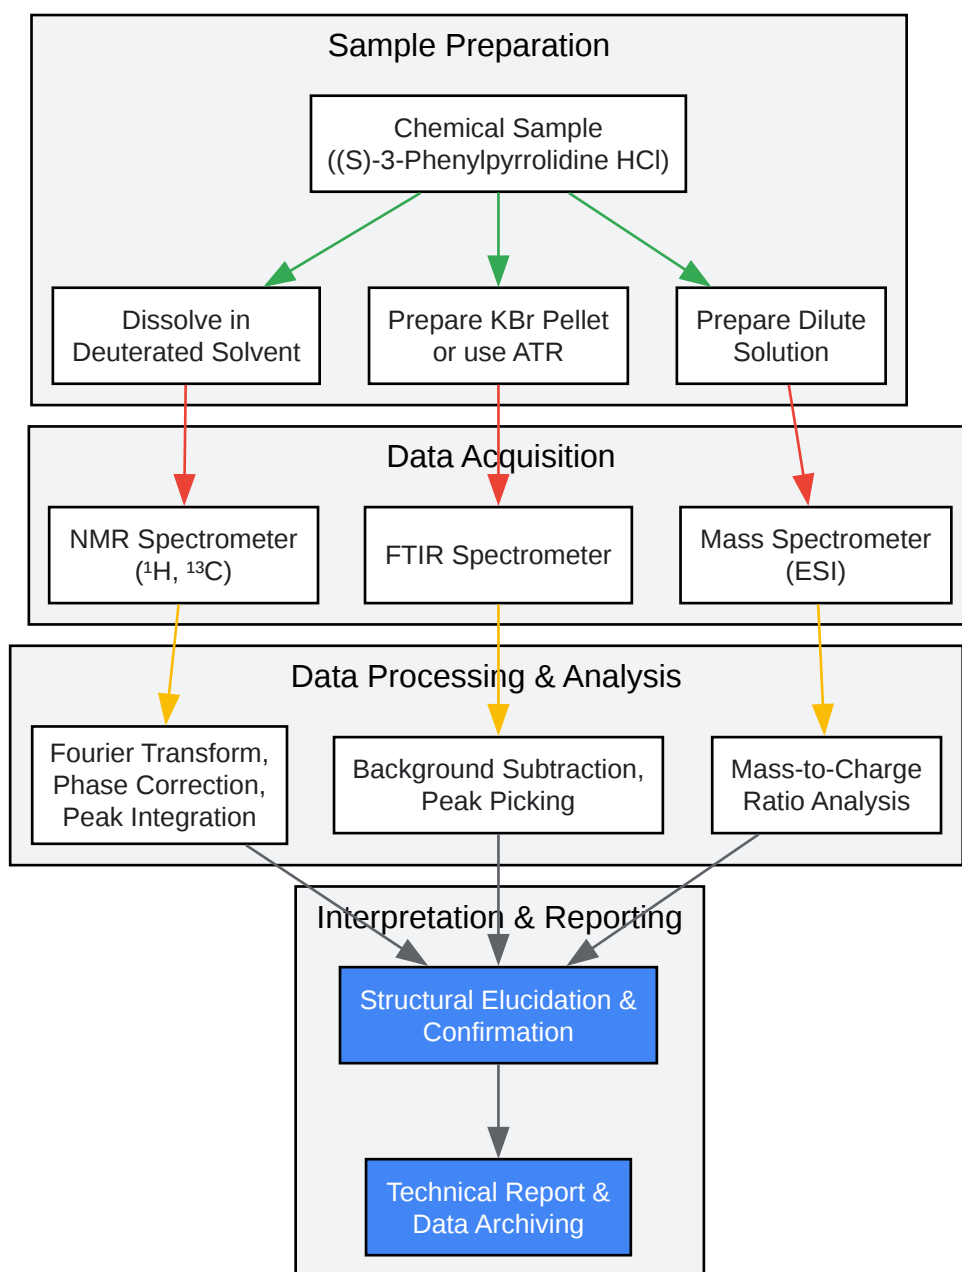 Sample Preparation
Chemical Sample
((S)-3-Phenylpyrrolidine HCl)
Dissolve in
Deuterated Solvent
Prepare KBr Pellet
or use ATR
Prepare Dilute
Solution
Data Acquisition
NMR Spectrometer
(¹H, ¹³C)
FTIR Spectrometer
Mass Spectrometer
(ESI)
Data Processing & Analysis
Fourier Transform,
Phase Correction,
Peak Integration
Background Subtraction,
Peak Picking
Mass-to-Charge
Ratio Analysis
Interpretation & Reporting
Structural Elucidation &
Confirmation
Technical Report &
Data Archiving